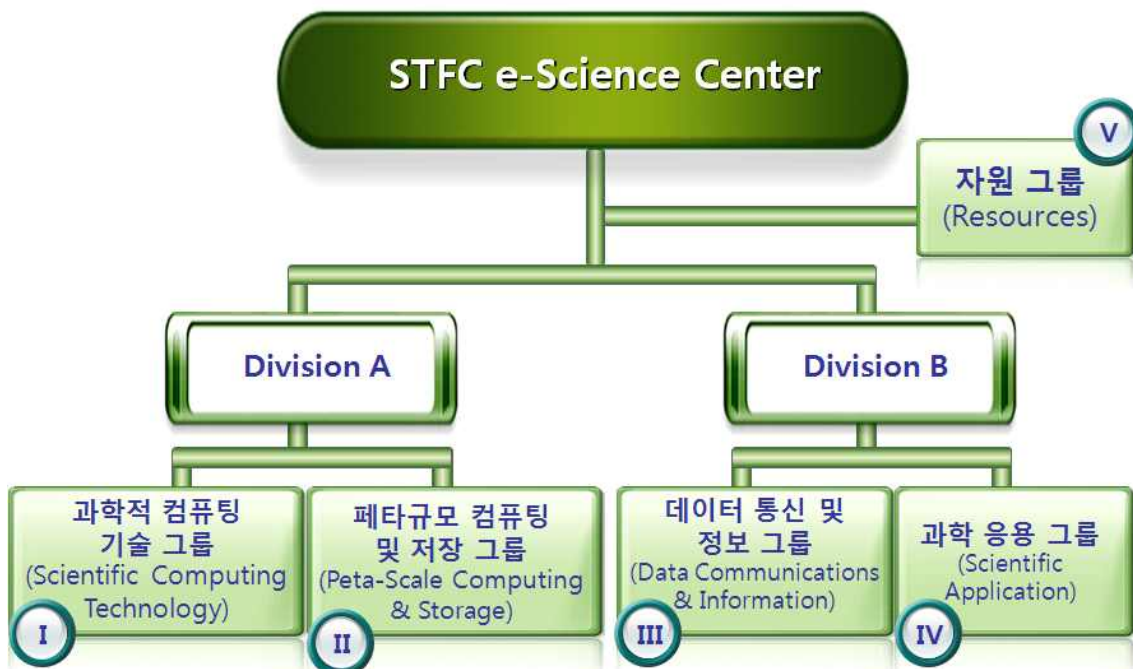 STFC e-Science Center
V
자원 그룹
(Resources)
Division A
Division B
과학적 컴퓨팅
기술 그룹
(Scientific Computing
Technology)
I
페타규모 컴퓨팅
및 저장 그룹
(Peta-Scale Computing
& Storage)
II
데이터 통신 및
정보 그룹
(Data Communications
& Information)
III
과학 응용 그룹
(Scientific
Application)
IV